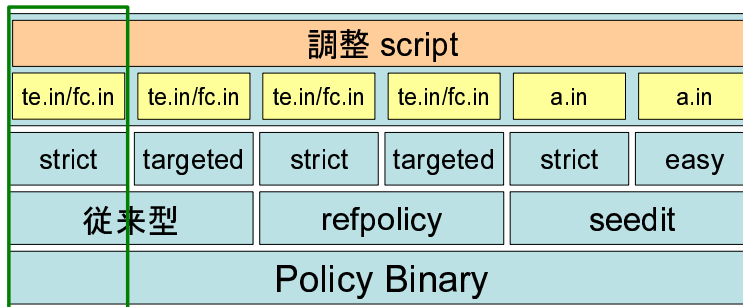 調整 script
te.in/fc.in te.in/fc.in te.in/fc.in te.in/fc.in a.in a.in
strict targeted strict targeted strict easy
従来型 refpolicy seedit
Policy Binary